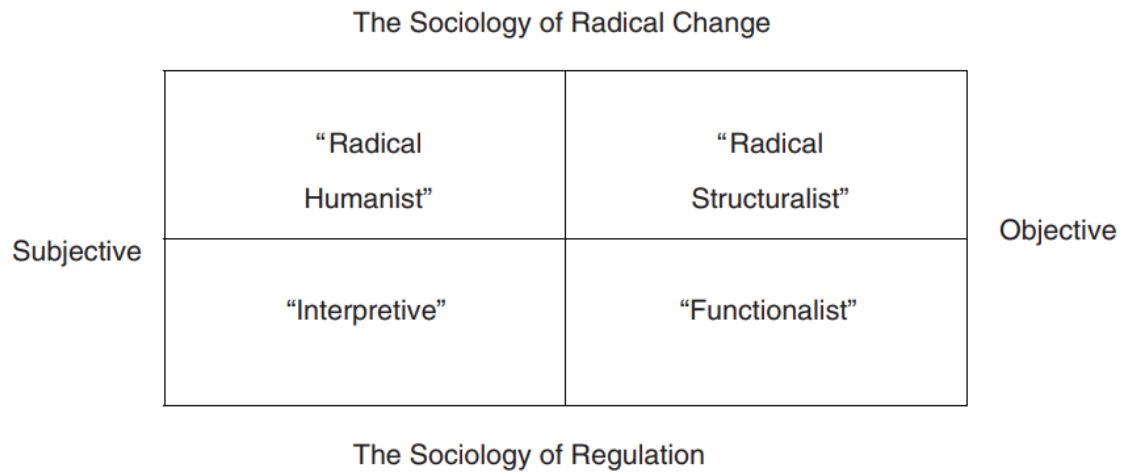 The Sociology of Radical Change
“Radical
Humanist”
“Radical
Structuralist”
Subjective
Objective
“Interpretive”
“Functionalist”
The Sociology of Regulation